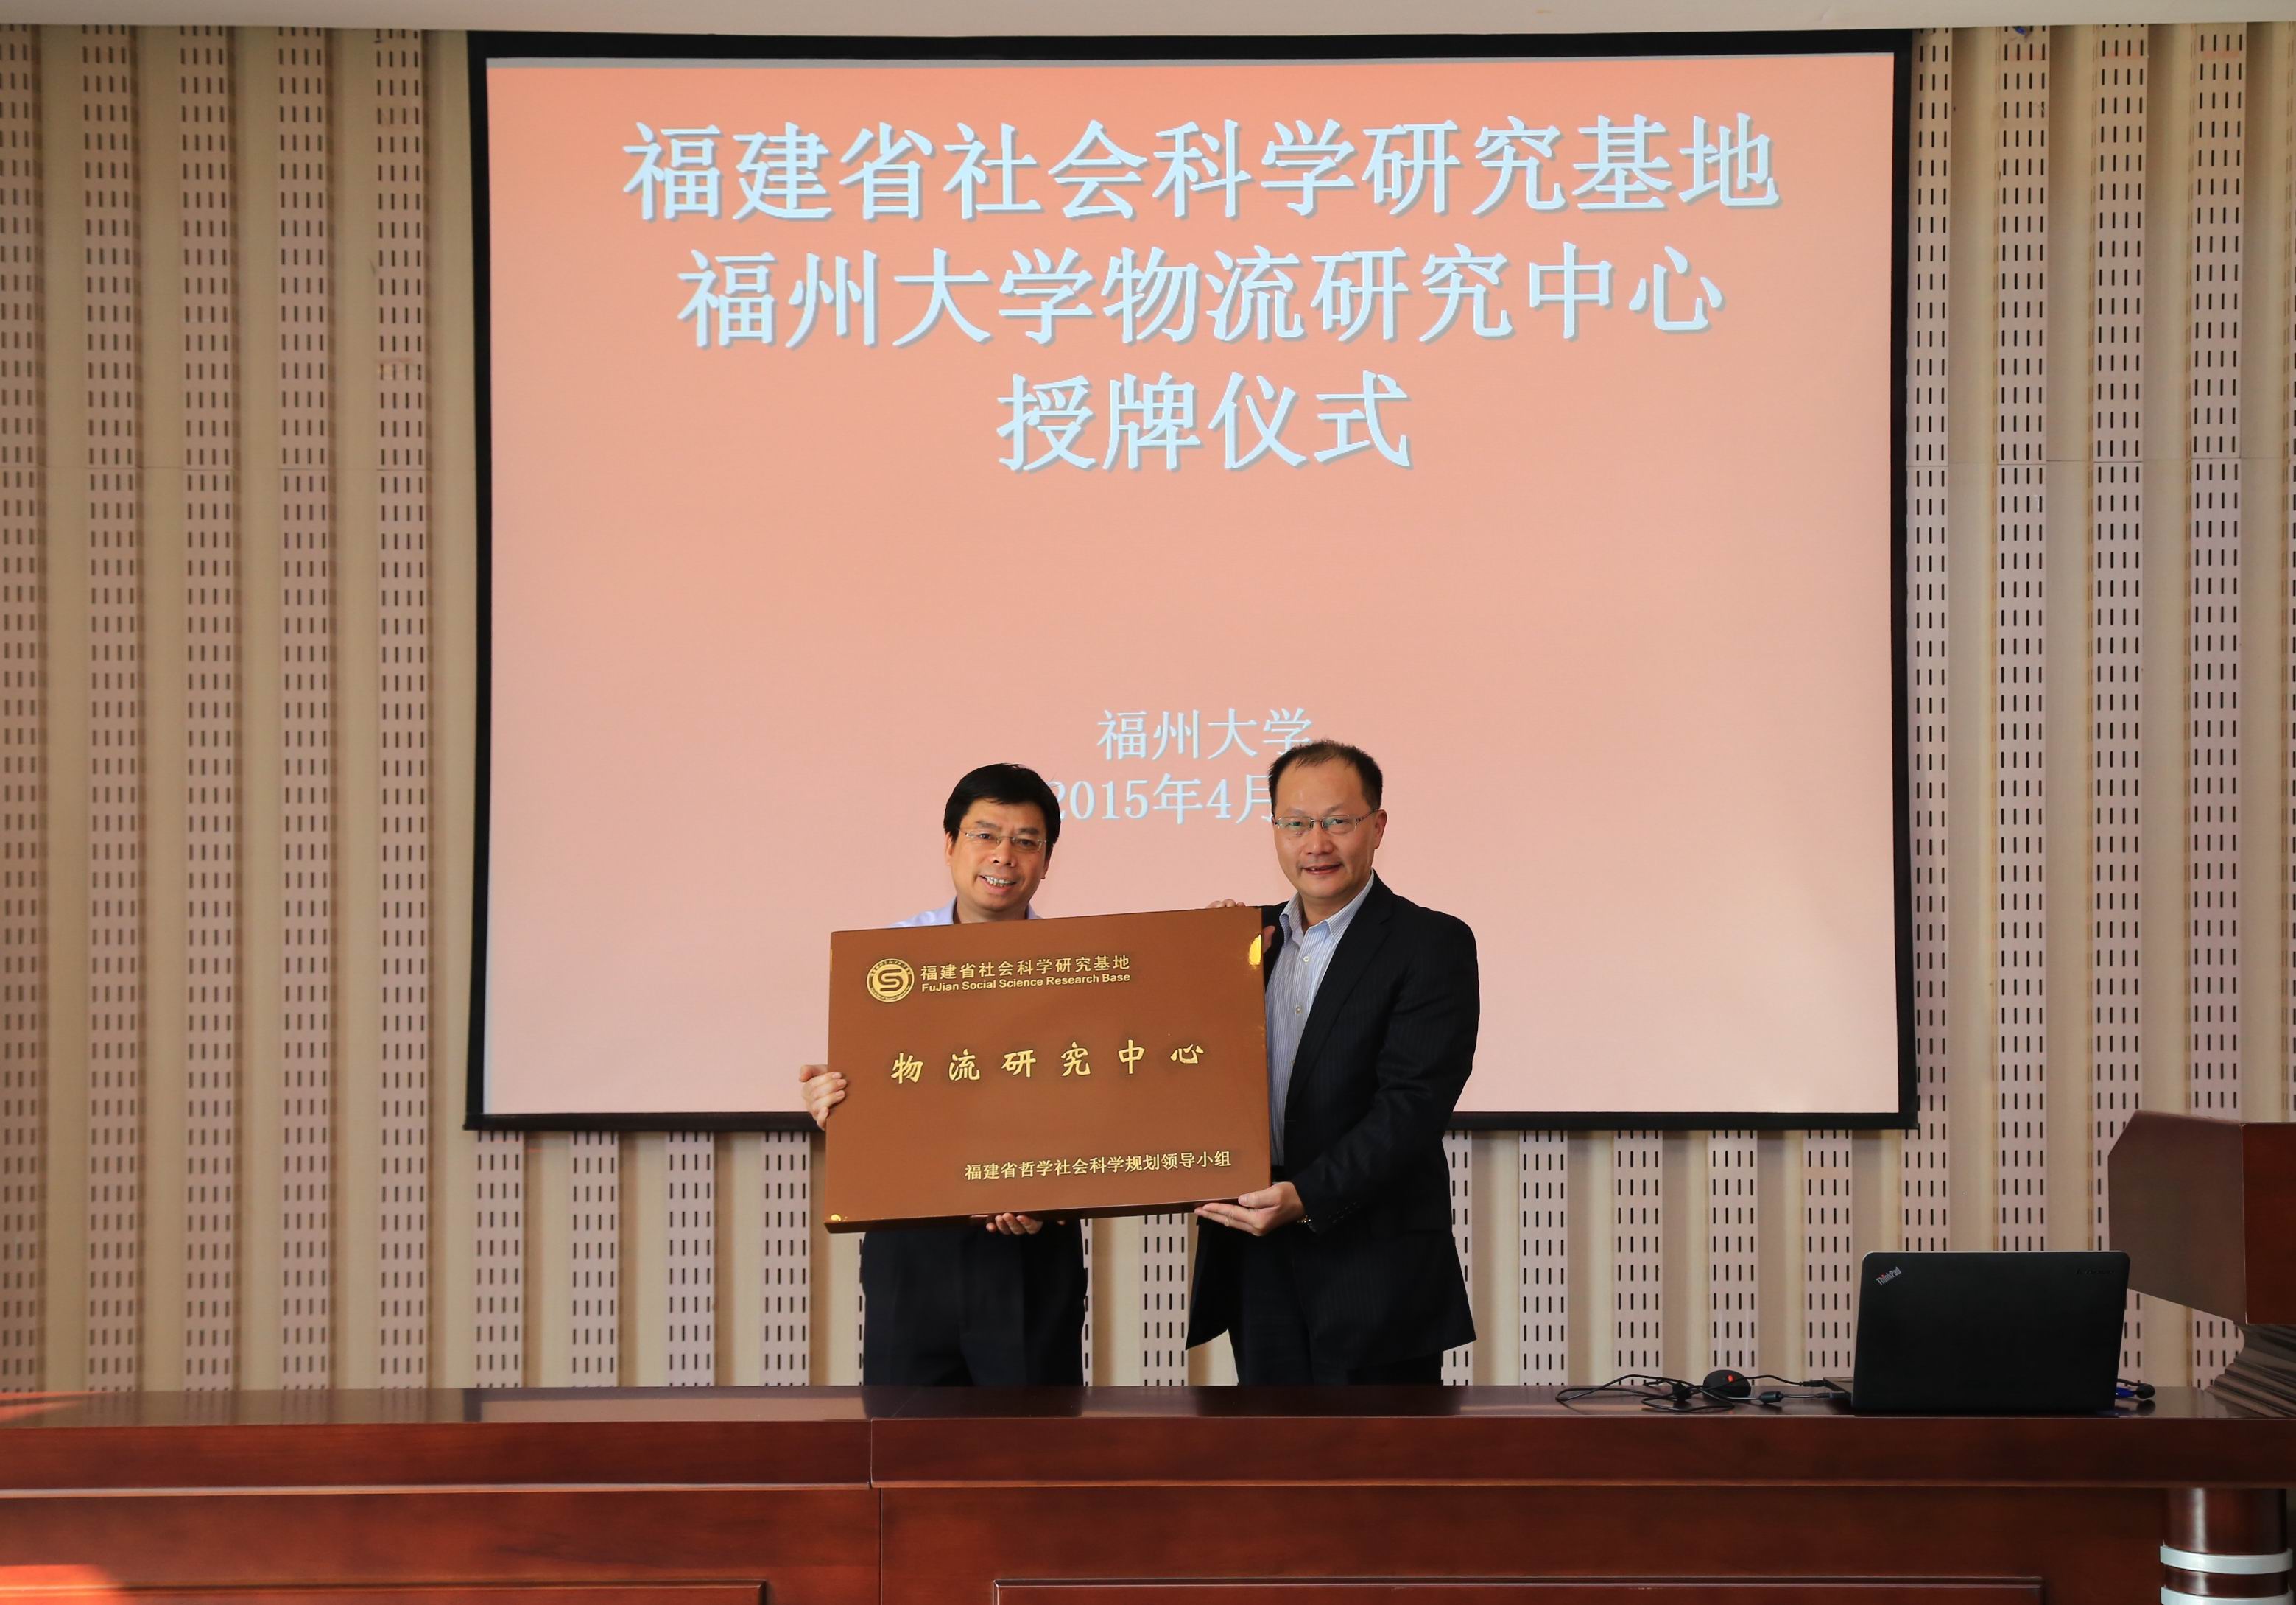 福建省社会科学研究基地
福州大学物流研究中心
授牌仪式
福州大学
2015年4月
福建省社会科学研究基地
FuJian Social Science Research Base
物流研究中心
福建省哲学社会科学规划领导小组
ThinkPad